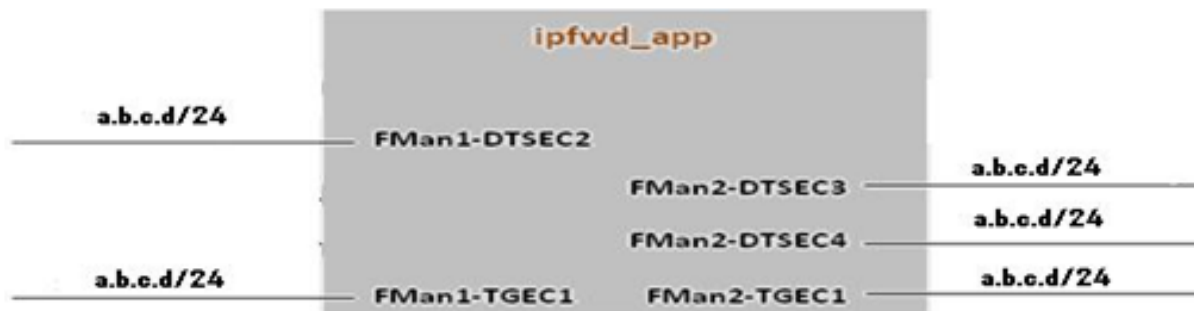 ipfwd_app
a.b.c.d/24
FMan1-DTSEC2
FMan2-DTSEC3
a.b.c.d/24
FMan2-DTSEC4
a.b.c.d/24
a.b.c.d/24
FMan1-TGEC1
FMan2-TGEC1
a.b.c.d/24